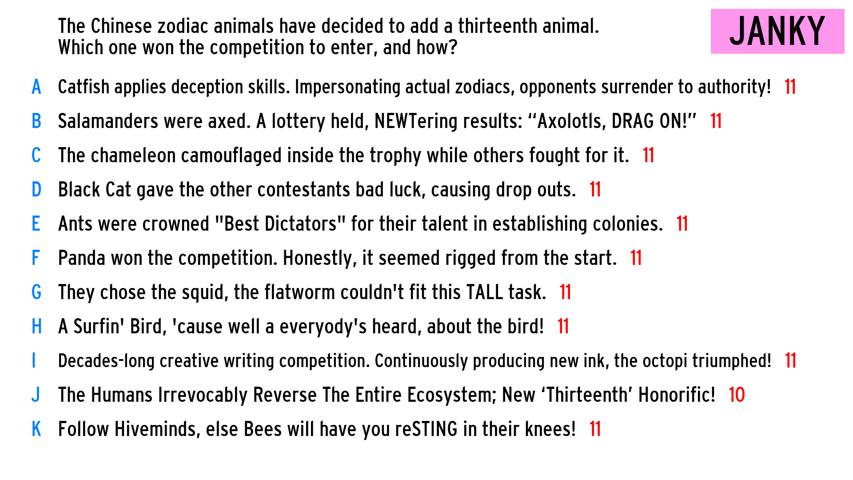 The Chinese zodiac animals have decided to add a thirteenth animal.
Which one won the competition to enter, and how?
JANKY
A Catfish applies deception skills. Impersonating actual zodiacs, opponents surrender to authority! 11
B Salamanders were axed. A lottery held, NEWTering results: “Axolotls, DRAG ON!” 11
C The chameleon camouflaged inside the trophy while others fought for it. 11
D Black Cat gave the other contestants bad luck, causing drop outs. 11
E Ants were crowned "Best Dictators" for their talent in establishing colonies. 11
F Panda won the competition. Honestly, it seemed rigged from the start. 11
G They chose the squid, the flatworm couldn't fit this TALL task. 11
H A Surfin' Bird, 'cause well a everyody's heard, about the bird! 11
I Decades-long creative writing competition. Continuously producing new ink, the octopi triumphed! 11
J The Humans Irrevocably Reverse The Entire Ecosystem; New ‘Thirteenth’ Honorific! 10
K Follow Hiveminds, else Bees will have you reSTING in their knees! 11